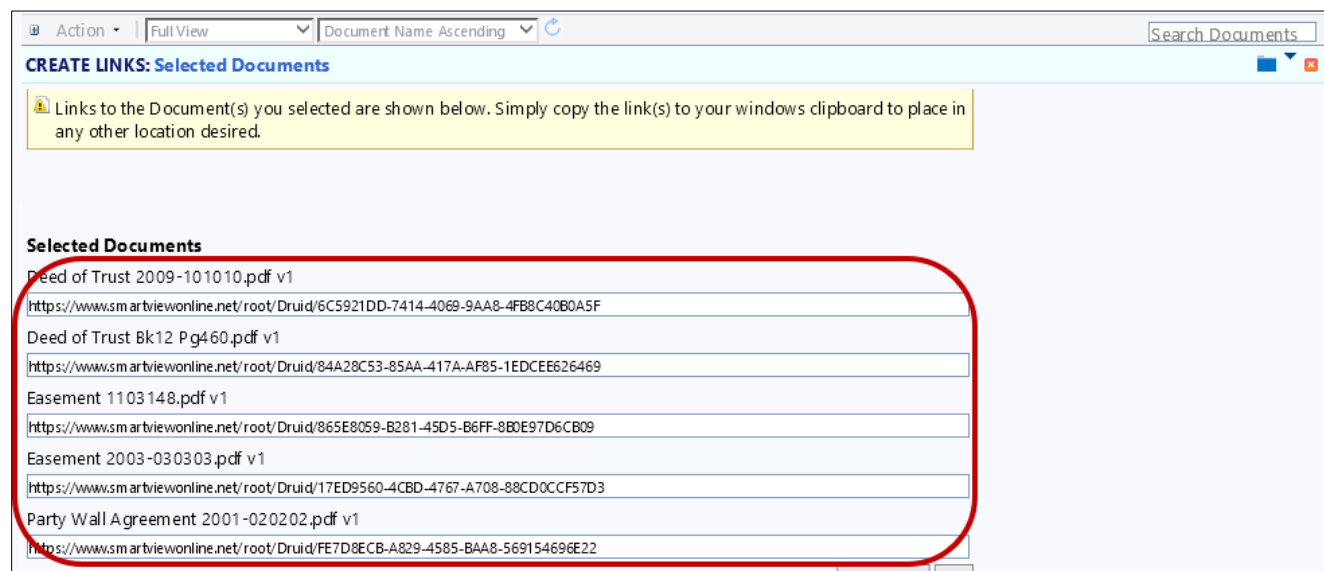 Action Full View Document Name Ascending Search Documents
CREATE LINKS: Selected Documents
Links to the Document(s) you selected are shown below. Simply copy the link(s) to your windows clipboard to place in
any other location desired.
Selected Documents
Deed of Trust 2009-101010.pdf v1
https://www.smartviewonline.net/root/Druid/6C5921DD-7414-4069-9AA8-4FB8C40B0A5F
Deed of Trust Bk12 Pg460.pdf v1
https://www.smartviewonline.net/root/Druid/84A28C53-85AA-417A-AF85-1EDCEE626469
Easement 1103148.pdf v1
https://www.smartviewonline.net/root/Druid/865E8059-B281-45D5-B6FF-8B0E97D6CB09
Easement 2003-030303.pdf v1
https://www.smartviewonline.net/root/Druid/17ED9560-4CBD-4767-A708-88CD0CCF57D3
Party Wall Agreement 2001-020202.pdf v1
https://www.smartviewonline.net/root/Druid/FE7D8ECB-A829-4585-BAA8-569154696E22